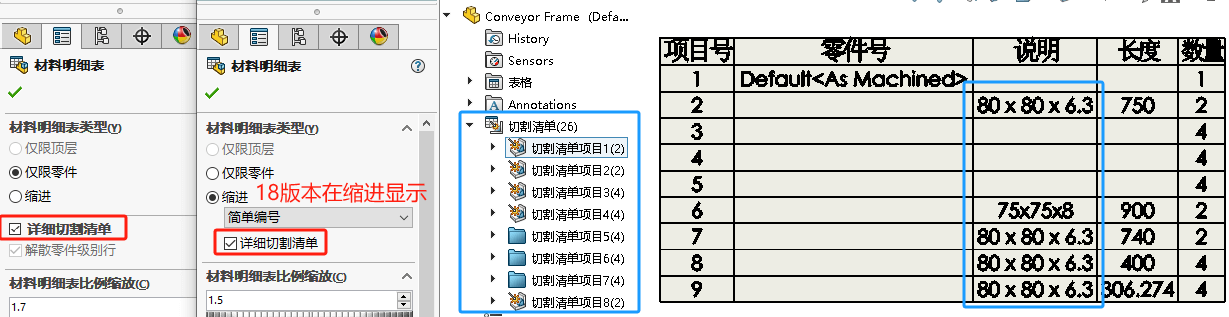 材料明细表
材料明细表类型(Y)
仅限顶层
仅限零件
缩进
详细切割清单
解散零件级别行
材料明细表比例缩放(C)
1.7
材料明细表
材料明细表类型(Y)
仅限顶层
仅限零件
缩进
18版本在缩进显示
简单编号
详细切割清单
材料明细表比例缩放(C)
1.5
Conveyor Frame (Defa...
History
Sensors
表格
Annotations
切割清单(26)
切割清单项目1(2)
切割清单项目2(2)
切割清单项目3(4)
切割清单项目4(4)
切割清单项目5(4)
切割清单项目6(4)
切割清单项目7(4)
切割清单项目8(2)
项目号 零件号 说明 长度 数量
1 Default<As Machined> 1
2 80 x 80 x 6.3 750 2
3 4
4 4
5 4
6 75x75x8 900 2
7 80 x 80 x 6.3 740 2
8 80 x 80 x 6.3 400 4
9 80 x 80 x 6.3 306.274 4